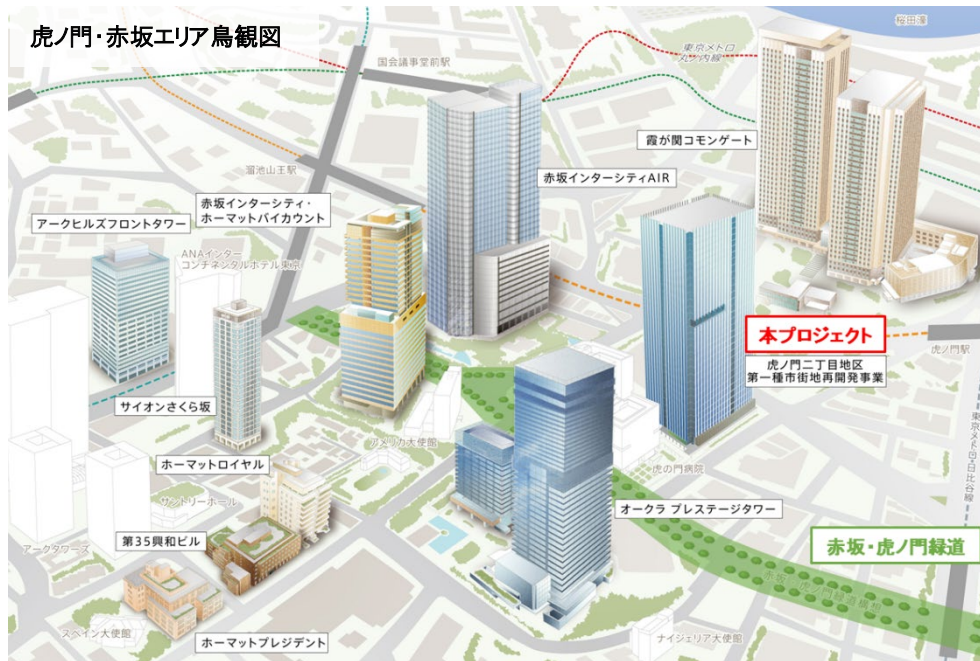 虎ノ門・赤坂エリア鳥観図
桜田濠
東京メトロ
丸ノ内線
国会議事堂前駅
霞が関コモンゲート
溜池山王駅
赤坂インターシティAIR
赤坂インターシティ・
ホーマットバイカウント
アークヒルズフロントタワー
ANAインター
コンチネンタルホテル東京
本プロジェクト
虎ノ門二丁目地区
第一種市街地再開発事業
虎ノ門駅
サイオンさくら坂
アメリカ大使館
東京メトロ日比谷線
ホーマットロイヤル
虎の門病院
サントリーホール
オークラ プレステージタワー
第35興和ビル
アークタワーズ
赤坂・虎ノ門緑道
赤坂・虎ノ門緑道構想
スペイン大使館
ホーマットプレジデント
ナイジェリア大使館